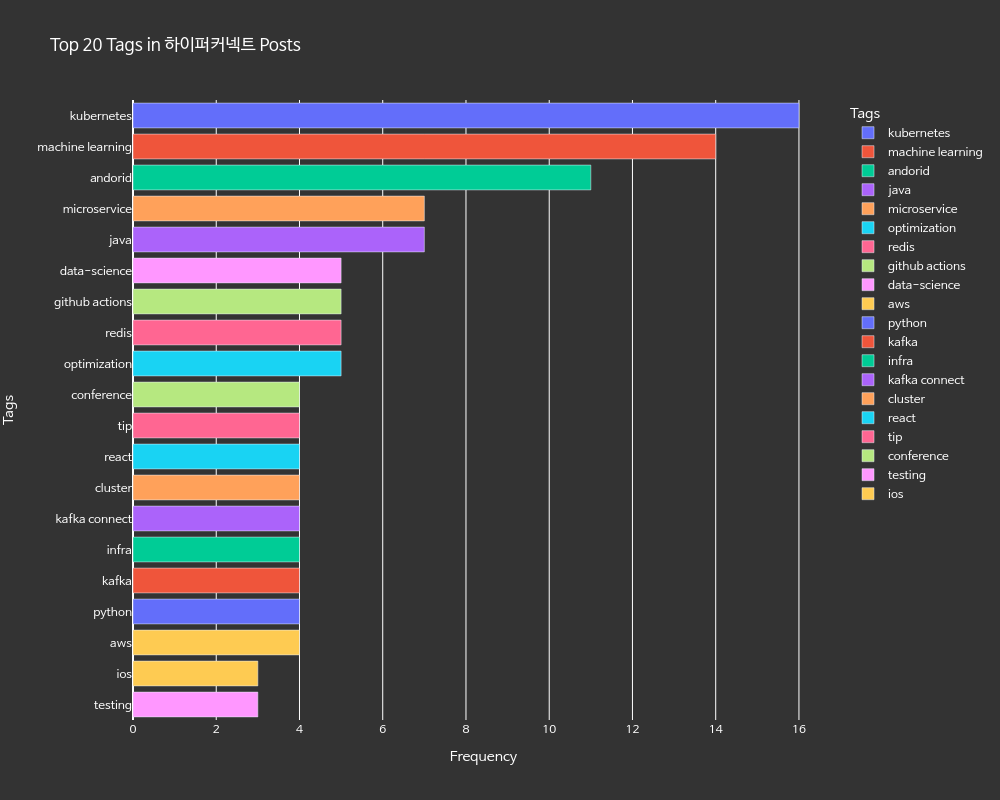 Top 20 Tags in 하이퍼커넥트 Posts
Tags
kubernetes
machine learning
andorid
microservice
java
data-science
github actions
redis
optimization
conference
tip
react
cluster
kafka connect
infra
kafka
python
aws
ios
testing
0 2 4 6 8 10 12 14 16
Frequency
Tags
kubernetes
machine learning
andorid
java
microservice
optimization
redis
github actions
data-science
aws
python
kafka
infra
kafka connect
cluster
react
tip
conference
testing
ios